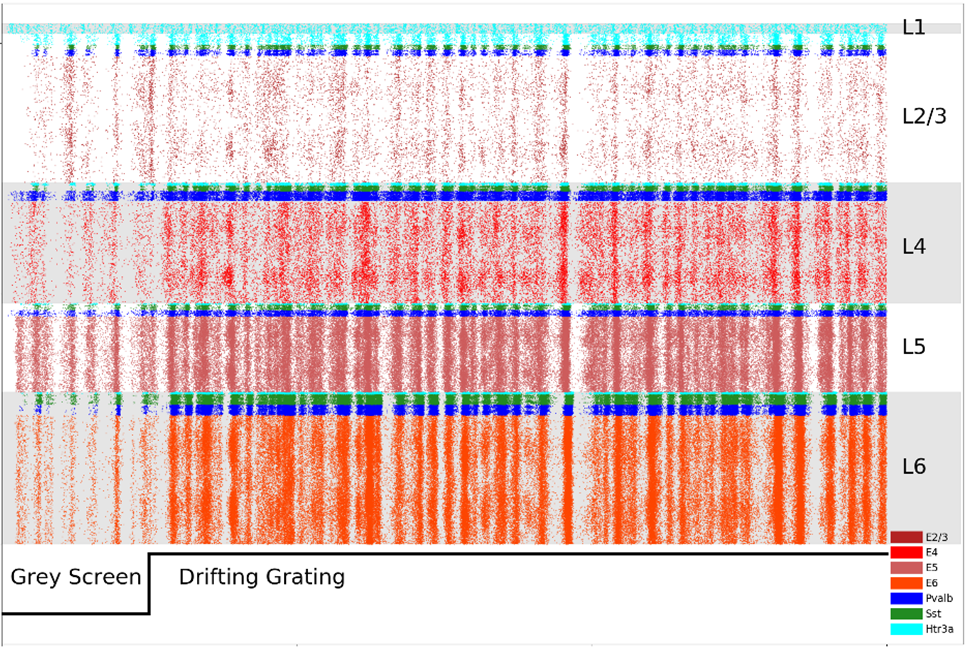 L1
L2/3
L4
L5
L6
E2/3
E4
E5
E6
Pvalb
Sst
Htr3a
Grey Screen
Drifting Grating